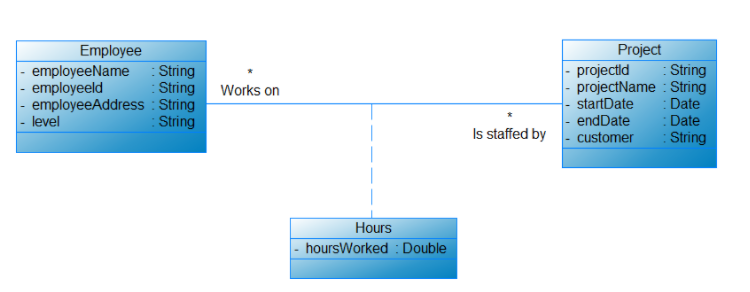 Employee
- employeeName : String
- employeeId : String
- employeeAddress : String
- level : String
*
Works on
Project
- projectId : String
- projectName : String
- startDate : Date
- endDate : Date
- customer : String
*
Is staffed by
Hours
- hoursWorked : Double